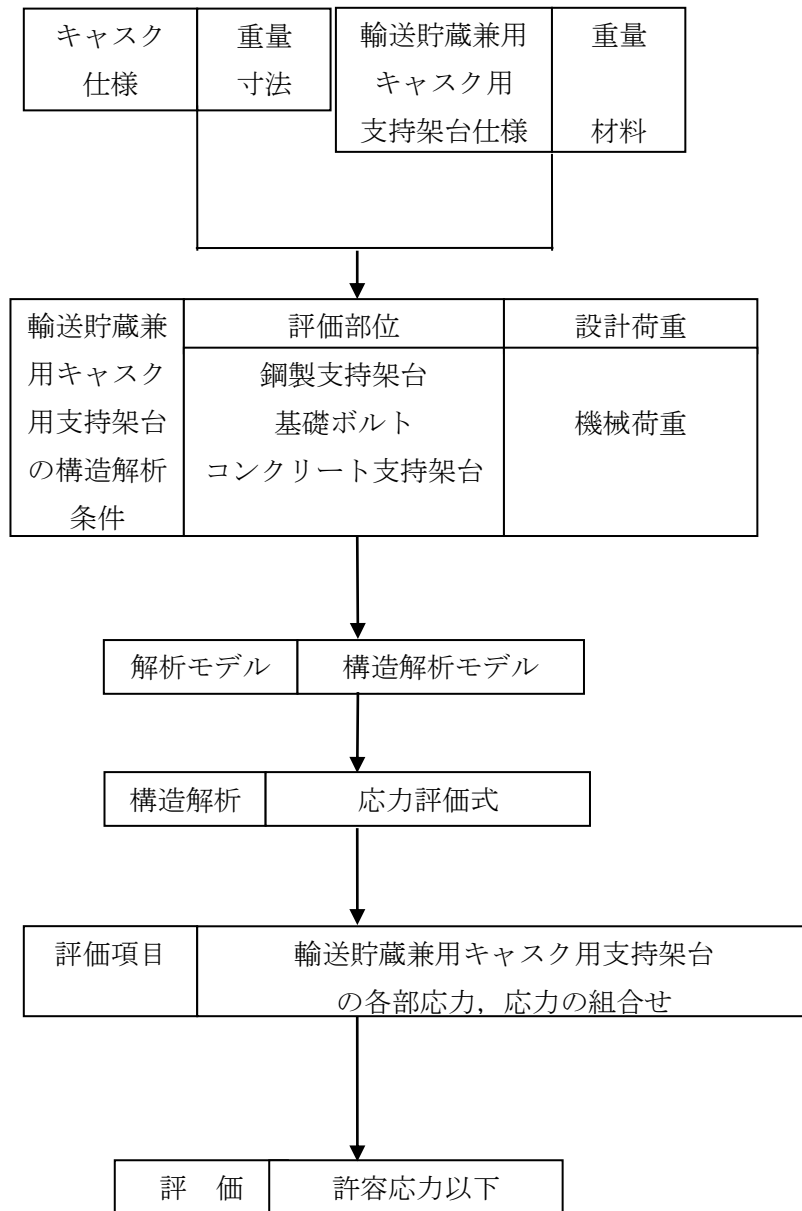 キャスク
仕様
重量
寸法
輸送貯蔵兼用
キャスク用
支持架台仕様
重量
材料
輸送貯蔵兼
用キャスク
用支持架台
の構造解析
条件
評価部位
鋼製支持架台
基礎ボルト
コンクリート支持架台
設計荷重
機械荷重
解析モデル
構造解析モデル
構造解析
応力評価式
評価項目
輸送貯蔵兼用キャスク用支持架台
の各部応力，応力の組合せ
評　価
許容応力以下